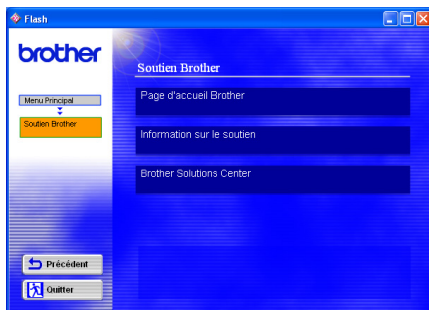 Flash
brother
Soutien Brother
Menu Principal
Soutien Brother
Page d'accueil Brother
Information sur le soutien
Brother Solutions Center
Précédent
Quitter